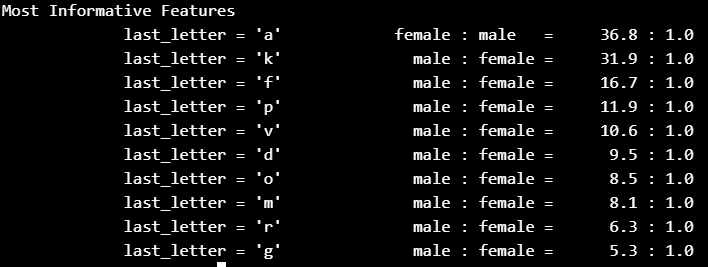 Most Informative Features
last_letter = 'a' female : male = 36.8 : 1.0
last_letter = 'k' male : female = 31.9 : 1.0
last_letter = 'f' male : female = 16.7 : 1.0
last_letter = 'p' male : female = 11.9 : 1.0
last_letter = 'v' male : female = 10.6 : 1.0
last_letter = 'd' male : female = 9.5 : 1.0
last_letter = 'o' male : female = 8.5 : 1.0
last_letter = 'm' male : female = 8.1 : 1.0
last_letter = 'r' male : female = 6.3 : 1.0
last_letter = 'g' male : female = 5.3 : 1.0